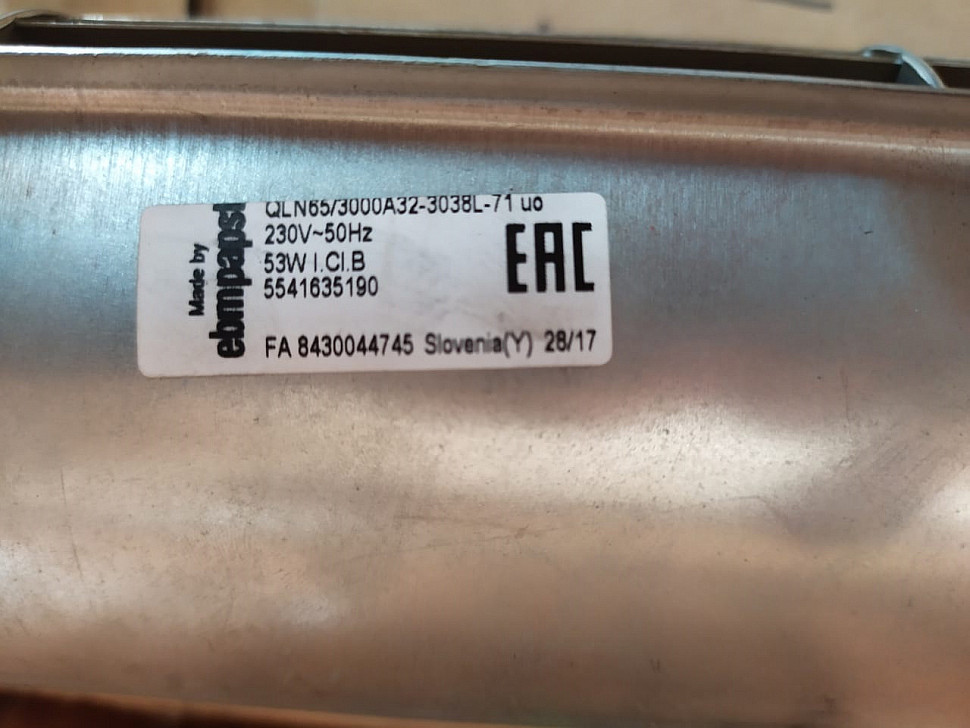 Made by
ebmpapst
QLN65/3000A32-3038L-71 uo
230V~50Hz
53W I.Cl.B
5541635190
EAC
FA 8430044745 Slovenia(Y) 28/17